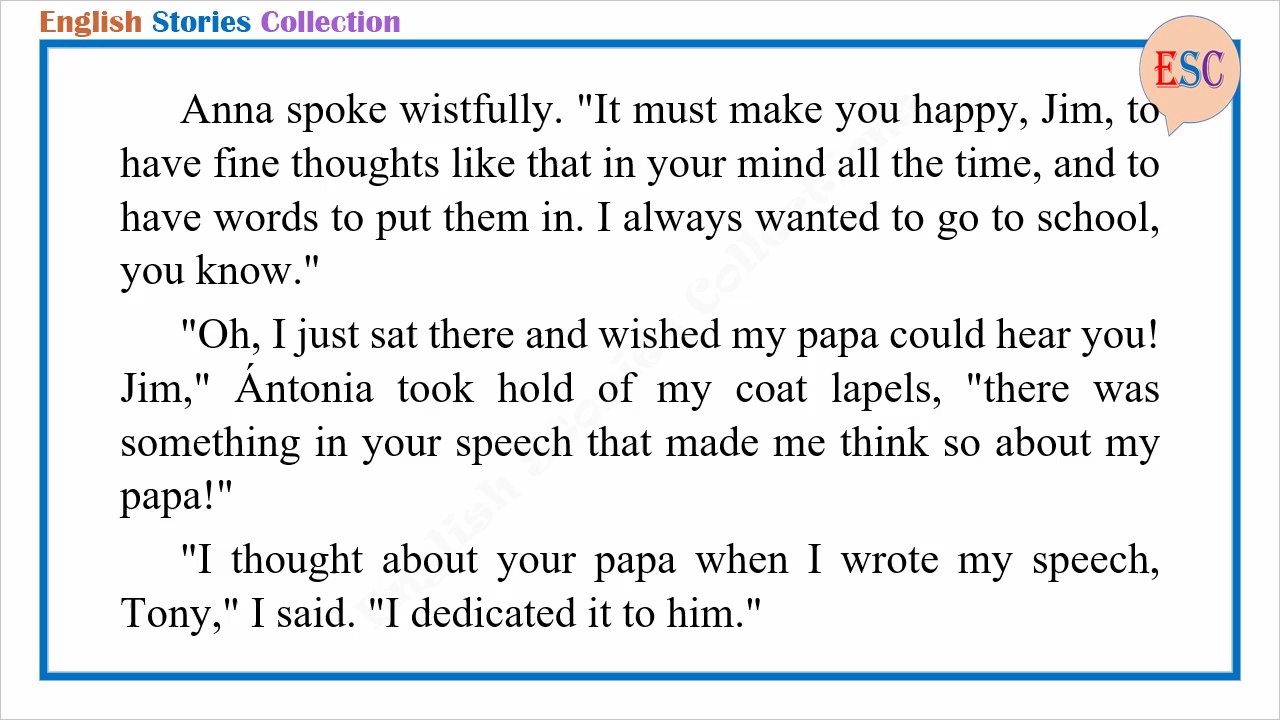 English Stories Collection
ESC
Anna spoke wistfully. "It must make you happy, Jim, to
have fine thoughts like that in your mind all the time, and to
have words to put them in. I always wanted to go to school,
you know."
"Oh, I just sat there and wished my papa could hear you!
Jim," Ántonia took hold of my coat lapels, "there was
something in your speech that made me think so about my
papa!"
"I thought about your papa when I wrote my speech,
Tony," I said. "I dedicated it to him."
English Stories Collections